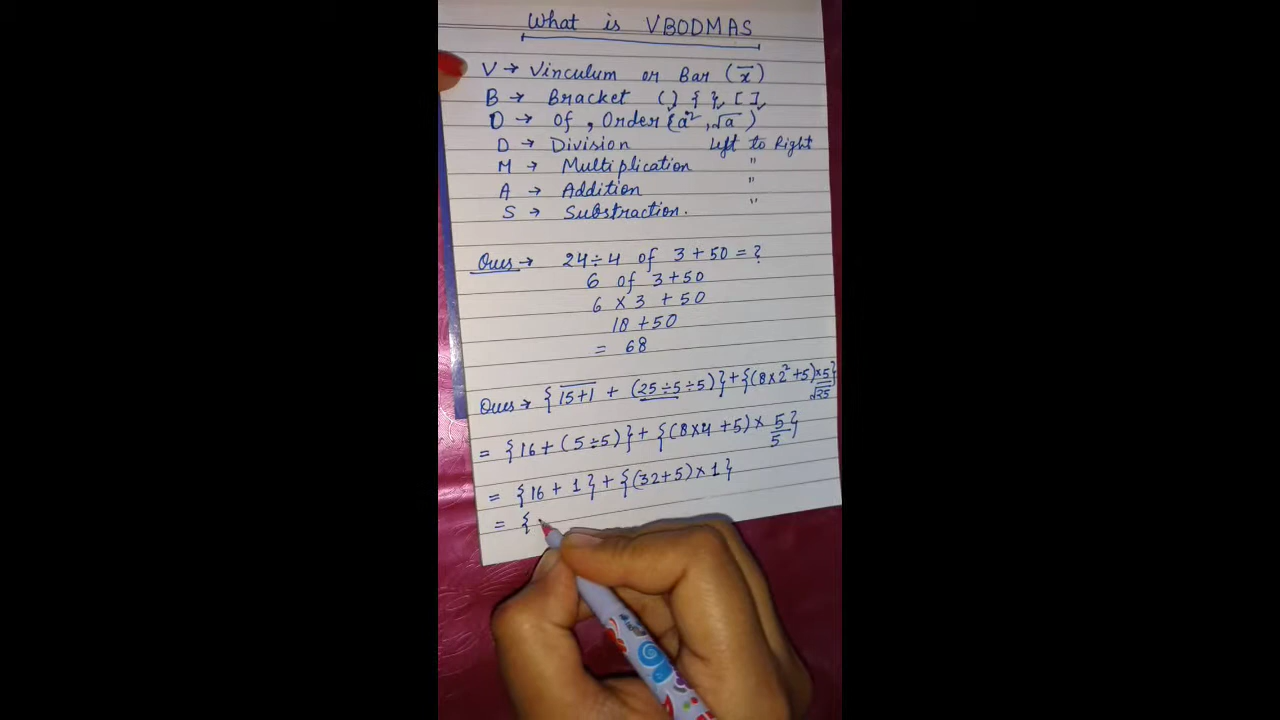 What is VBODMAS
V → Vinculum or Bar (x̅)
B → Bracket () { }, [ ],
O → Of, Order (a², √a)
D → Division Left to Right
M → Multiplication "
A → Addition "
S → Substraction. "
Ques → 24÷4 of 3+50 = ?
6 of 3+50
6 × 3 + 50
18 + 50
= 68
Ques → { 1̅5̅+̅1̅ + (25÷5÷5)} + {(8×2²+5)×5/√25}
= {16+(5÷5)} + {(8×4+5)× 5/5}
= {16 + 1} + {(32+5)×1}
= {